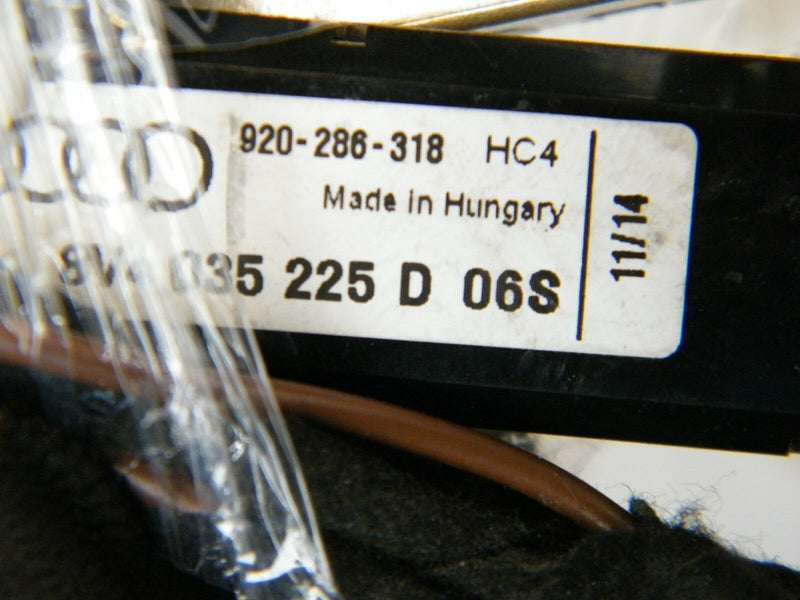 920-286-318 HC4
Made in Hungary
035 225 D 06S
11/14